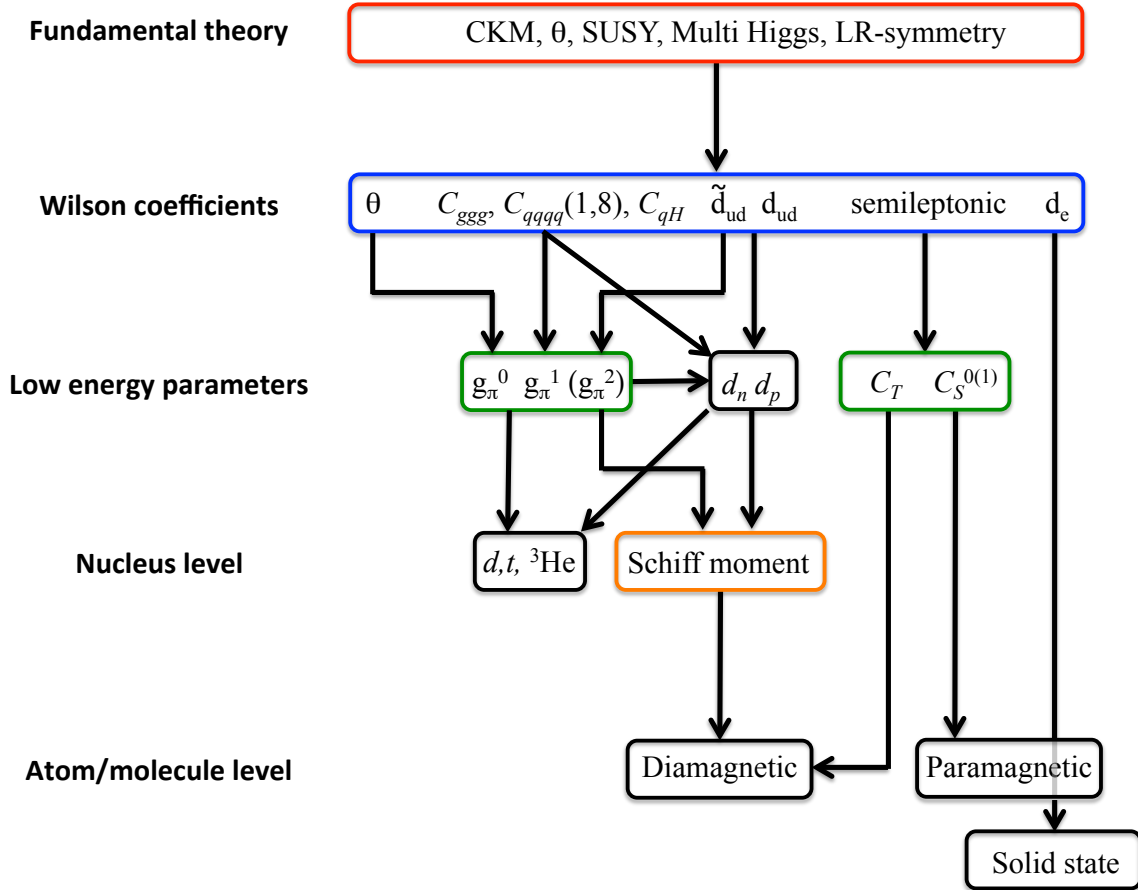 Fundamental theory
CKM, θ, SUSY, Multi Higgs, LR-symmetry
Wilson coefficients
θ C_ggg, C_qqqq(1,8), C_qH d̃_ud d_ud semileptonic d_e
Low energy parameters
g_π^0 g_π^1 (g_π^2)
d_n d_p
C_T C_S^0(1)
Nucleus level
d,t, ³He
Schiff moment
Atom/molecule level
Diamagnetic
Paramagnetic
Solid state